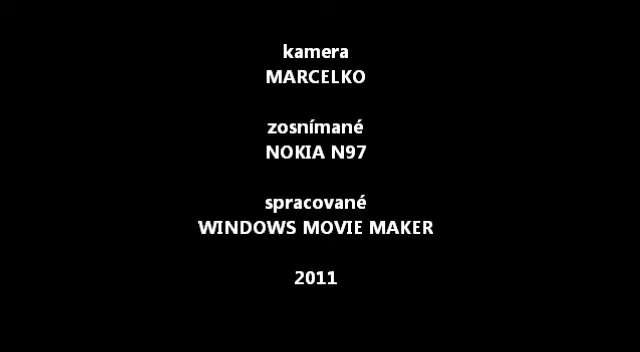 kamera
MARCELKO
zosnímané
NOKIA N97
spracované
WINDOWS MOVIE MAKER
2011